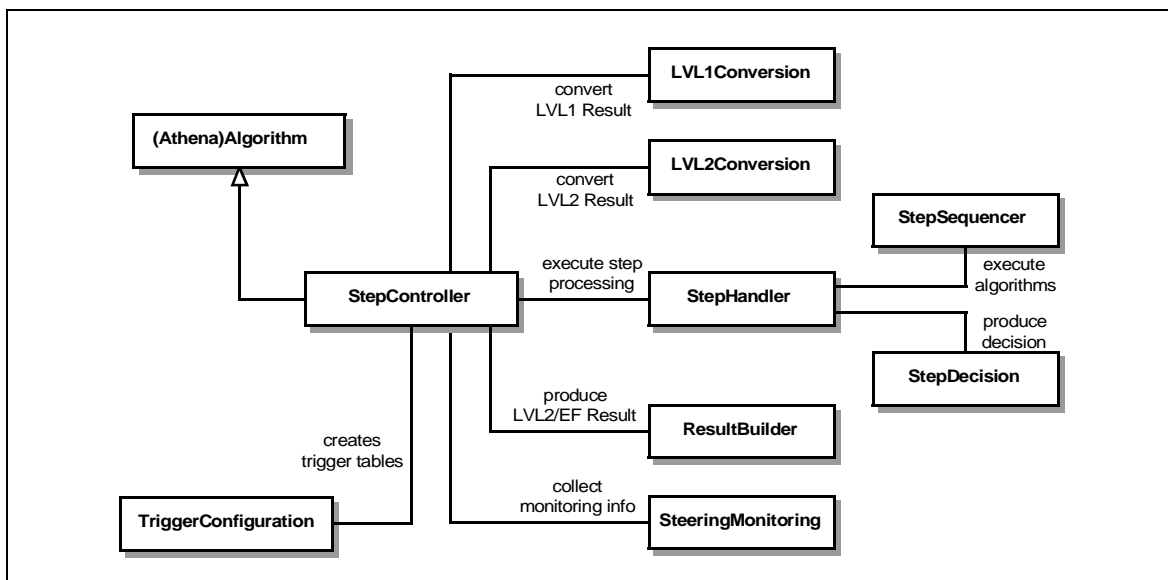 LVL1Conversion
convert
LVL1 Result
(Athena)Algorithm
LVL2Conversion
convert
LVL2 Result
StepSequencer
execute step
processing
execute
algorithms
StepController
StepHandler
produce
decision
StepDecision
produce
LVL2/EF Result
ResultBuilder
creates
trigger tables
collect
monitoring info
TriggerConfiguration
SteeringMonitoring